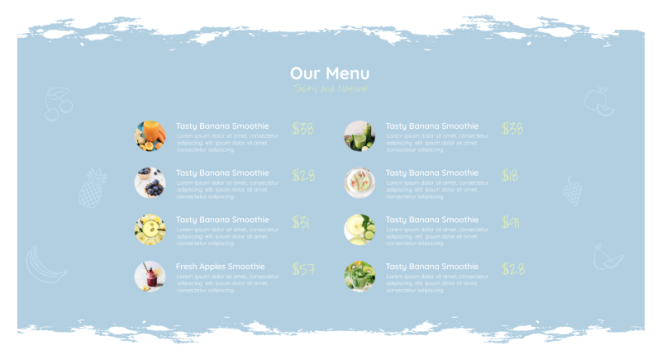 Our Menu
Tasty and Natural
Tasty Banana Smoothie
$38
Lorem ipsum dolor sit amet, consectetur
adipiscing elit ipsum dolor sit amet,
consectetur adipiscing.
Tasty Banana Smoothie
$28
Lorem ipsum dolor sit amet, consectetur
adipiscing elit ipsum dolor sit amet,
consectetur adipiscing.
Tasty Banana Smoothie
Lorem ipsum dolor sit amet, consectetur
adipiscing elit ipsum dolor sit amet,
consectetur adipiscing.
Fresh Apples Smoothie
$57
Lorem ipsum dolor sit amet, consectetur
adipiscing elit ipsum dolor sit amet,
consectetur adipiscing.
Tasty Banana Smoothie
$38
Lorem ipsum dolor sit amet, consectetur
adipiscing elit ipsum dolor sit amet,
consectetur adipiscing.
Tasty Banana Smoothie
$18
Lorem ipsum dolor sit amet, consectetur
adipiscing elit ipsum dolor sit amet,
consectetur adipiscing.
Tasty Banana Smoothie
Lorem ipsum dolor sit amet, consectetur
adipiscing elit ipsum dolor sit amet,
consectetur adipiscing.
Tasty Banana Smoothie
$28
Lorem ipsum dolor sit amet, consectetur
adipiscing elit ipsum dolor sit amet,
consectetur adipiscing.